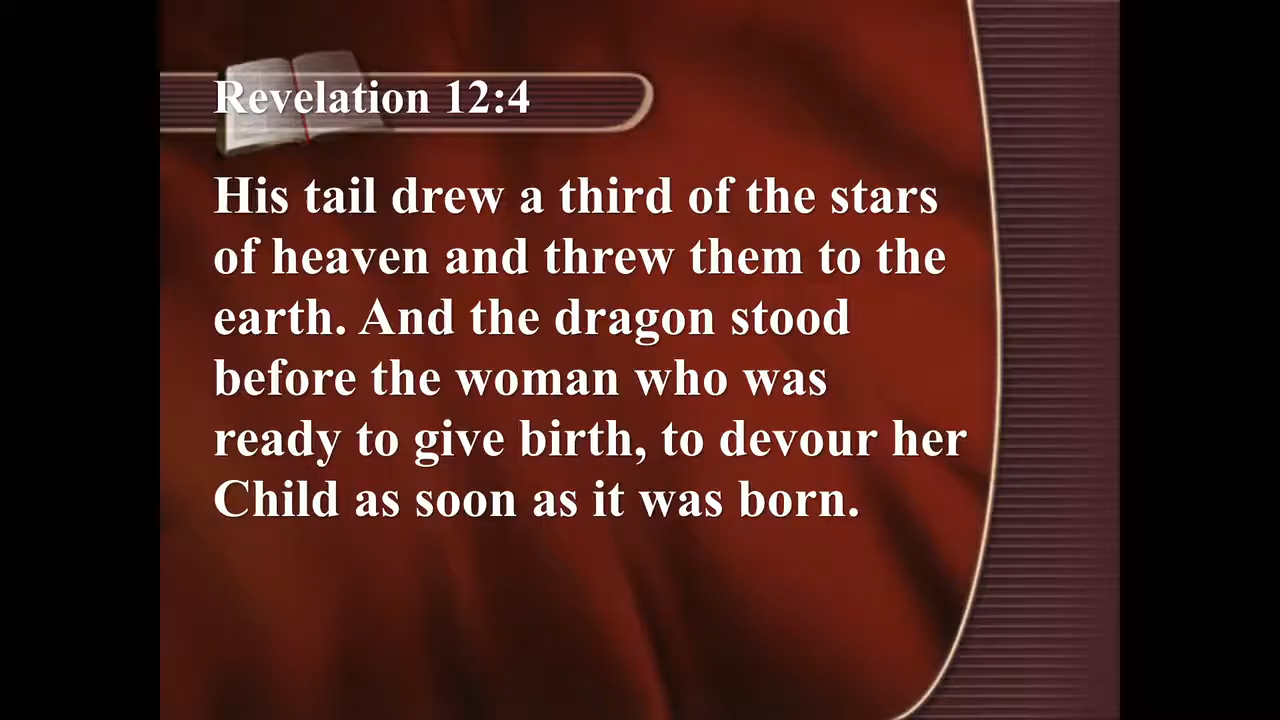 Revelation 12:4
His tail drew a third of the stars
of heaven and threw them to the
earth. And the dragon stood
before the woman who was
ready to give birth, to devour her
Child as soon as it was born.